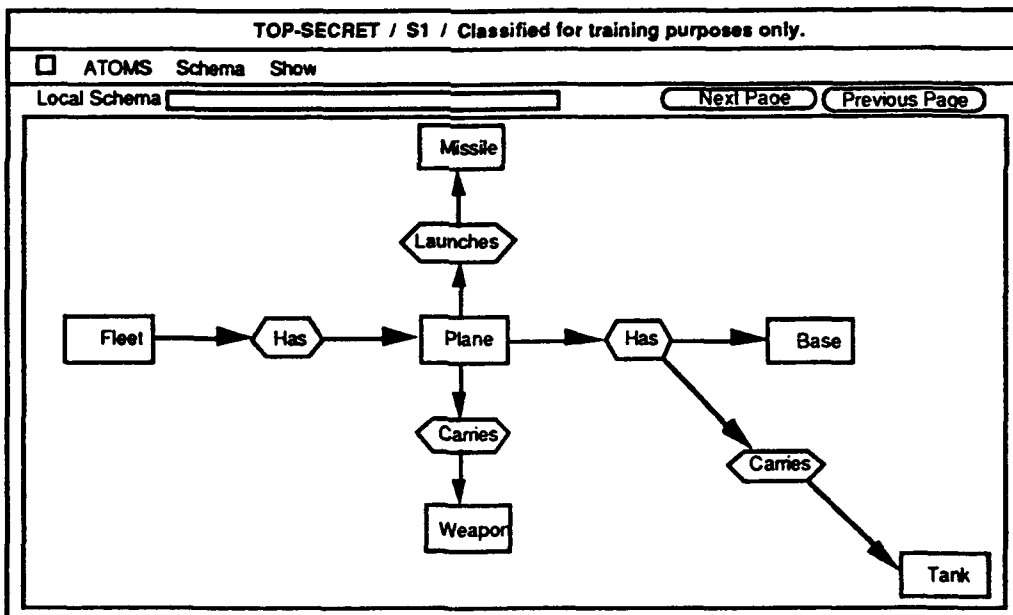 TOP-SECRET / S1 / Classified for training purposes only.
ATOMS Schema Show
Local Schema Next Page Previous Page
Missile
Launches
Fleet Has Plane Has Base
Carries
Carries
Weapon
Tank